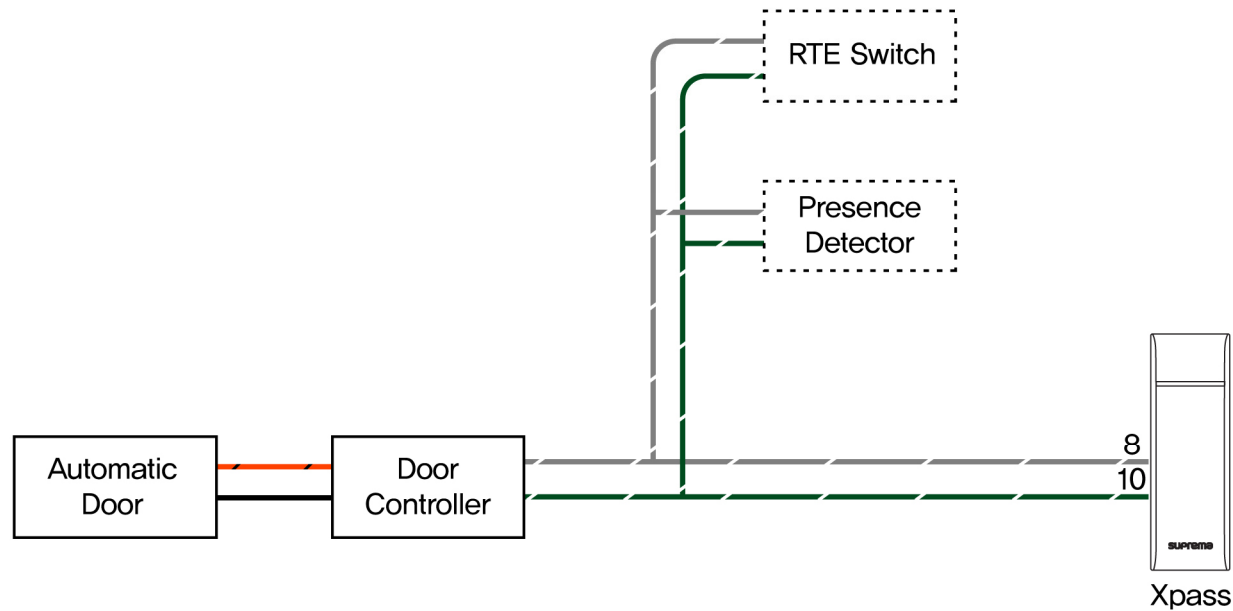 RTE Switch
Presence
Detector
8
10
Automatic
Door
Door
Controller
suprema
Xpass